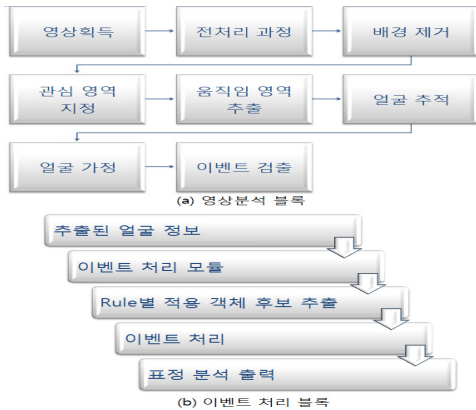 영상획득
전처리 과정
배경 제거
관심 영역
지정
움직임 영역
추출
얼굴 추적
얼굴 가정
이벤트 검출
(a) 영상분석 블록
추출된 얼굴 정보
이벤트 처리 모듈
Rule별 적용 객체 후보 추출
이벤트 처리
표정 분석 출력
(b) 이벤트 처리 블록